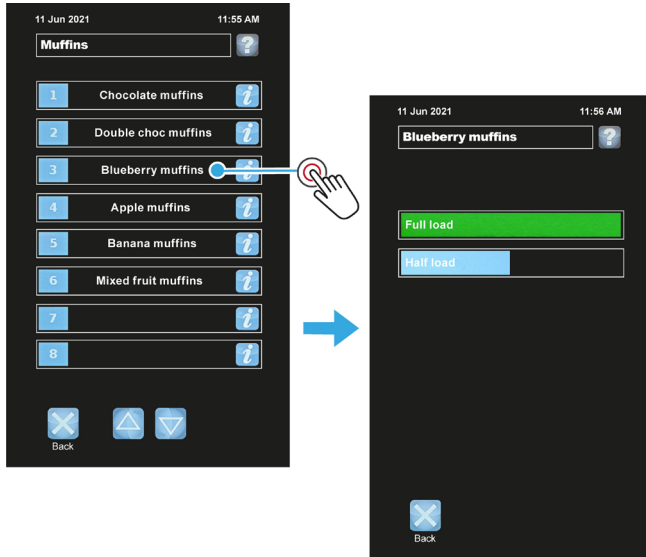 11 Jun 2021 11:55 AM
Muffins ?
1 Chocolate muffins i
2 Double choc muffins i
3 Blueberry muffins i
4 Apple muffins i
5 Banana muffins i
6 Mixed fruit muffins i
7 i
8 i
Back
11 Jun 2021 11:56 AM
Blueberry muffins ?
Full load
Half load
Back